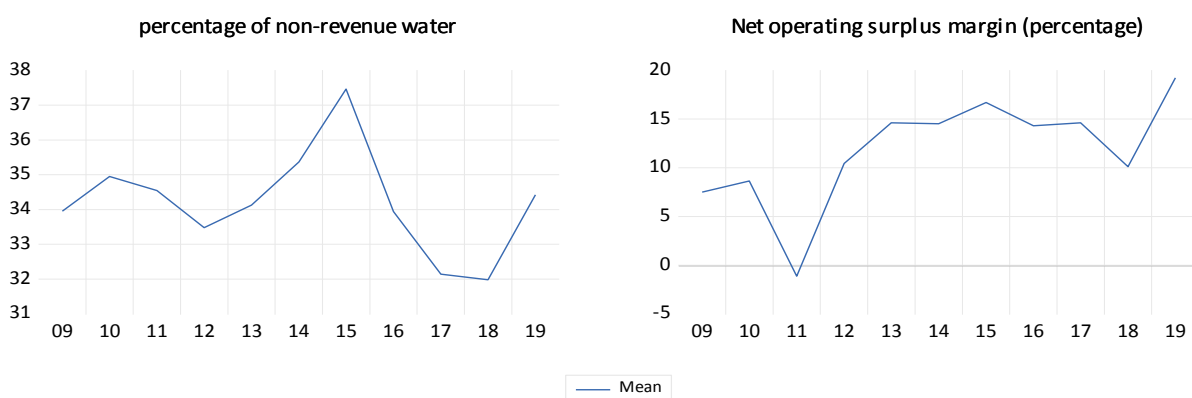 percentage of non-revenue water
38
37
36
35
34
33
32
31
09 10 11 12 13 14 15 16 17 18 19
Net operating surplus margin (percentage)
20
15
10
5
0
-5
09 10 11 12 13 14 15 16 17 18 19
Mean